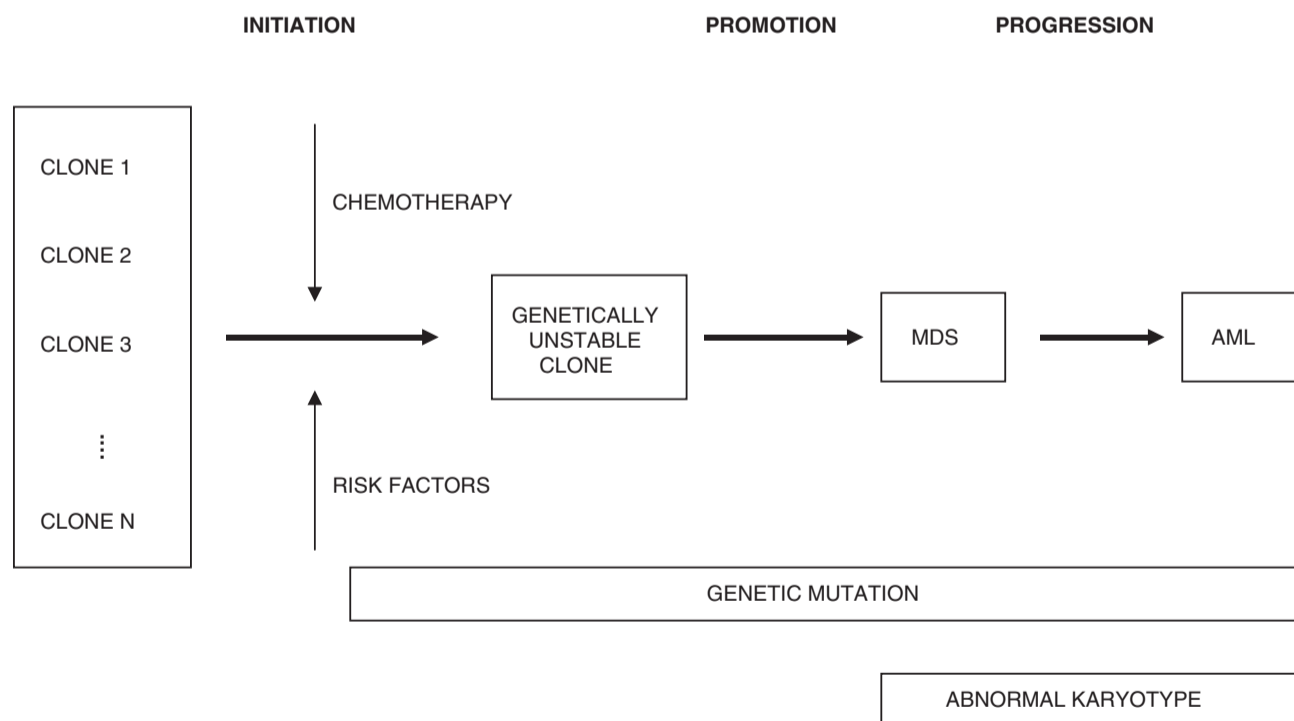 INITIATION
PROMOTION
PROGRESSION
CLONE 1
CLONE 2
CLONE 3
CLONE N
CHEMOTHERAPY
RISK FACTORS
GENETICALLY
UNSTABLE
CLONE
MDS
AML
GENETIC MUTATION
ABNORMAL KARYOTYPE